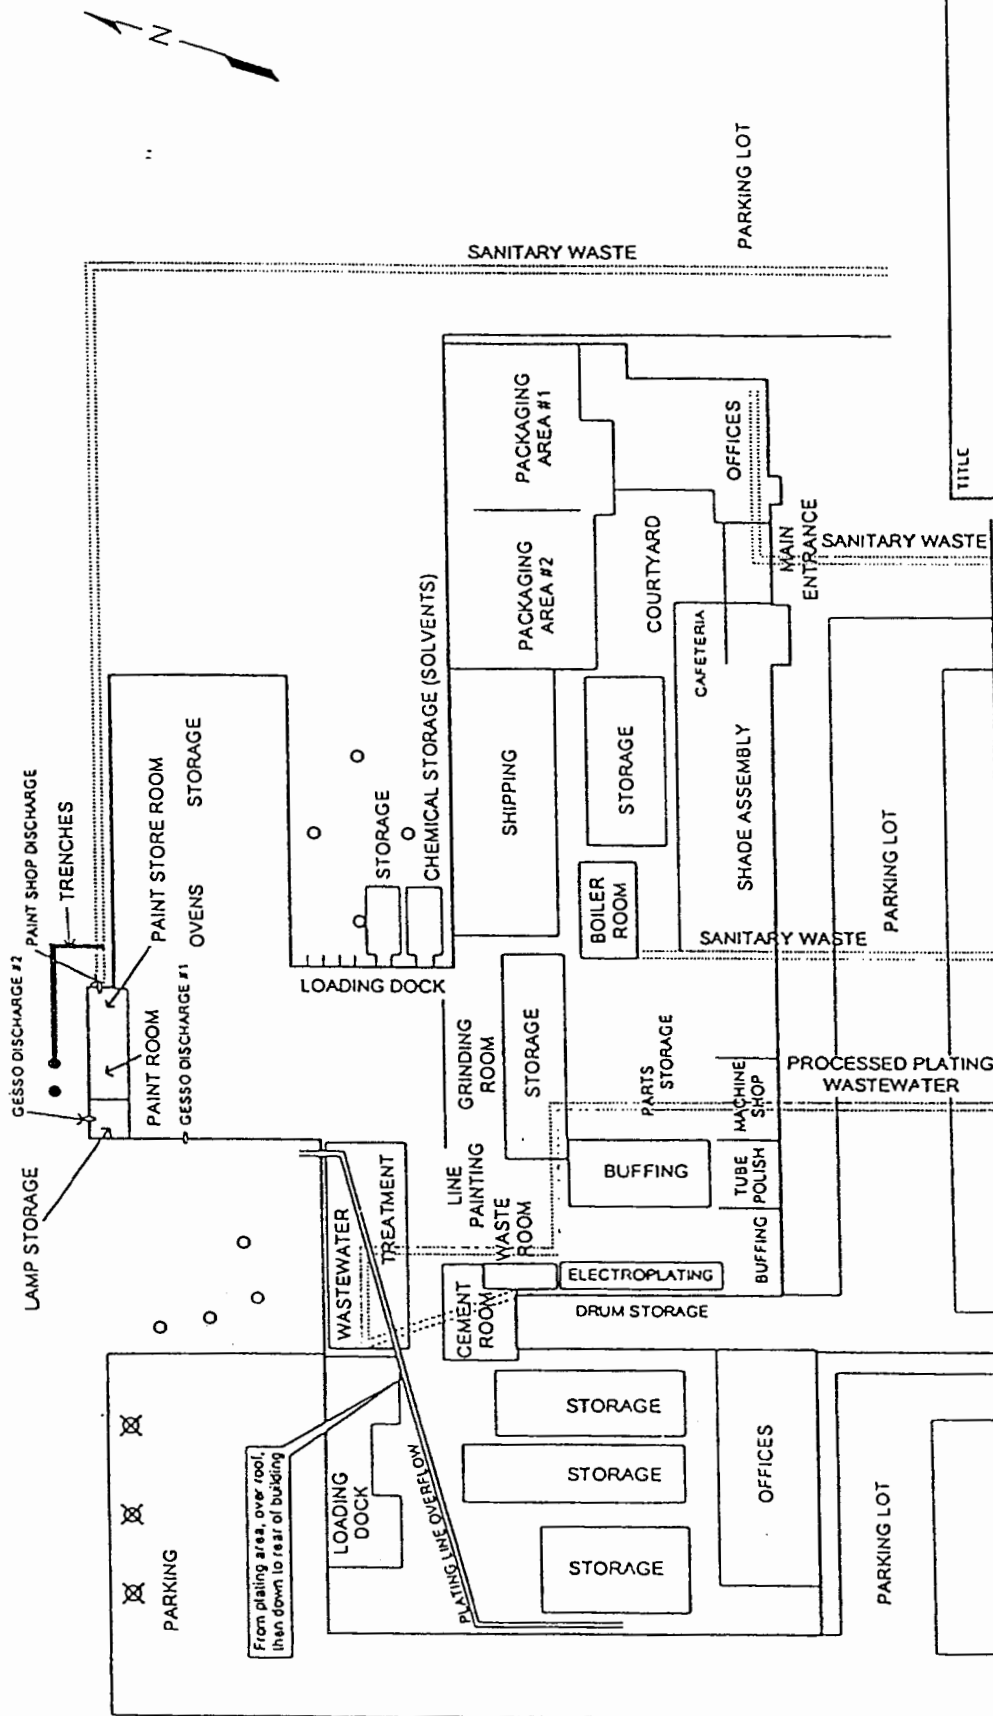 N
PARKING LOT
SANITARY WASTE
PACKAGING
AREA #1
OFFICES
TITLE
PACKAGING
AREA #2
COURTYARD
MAIN
ENTRANCE
SANITARY WASTE
CAFETERIA
CHEMICAL STORAGE (SOLVENTS)
STORAGE
SHIPPING
STORAGE
SHADE ASSEMBLY
PARKING LOT
BOILER
ROOM
SANITARY WASTE
GESSO DISCHARGE #2
PAINT SHOP DISCHARGE
TRENCHES
PAINT STORE ROOM
STORAGE
OVENS
LOADING DOCK
PAINT ROOM
GESSO DISCHARGE #1
GRINDING
ROOM
STORAGE
PARTS
STORAGE
MACHINE
SHOP
PROCESSED PLATING
WASTEWATER
LAMP STORAGE
WASTEWATER
TREATMENT
LINE
PAINTING
WASTE
ROOM
BUFFING
TUBE
POLISH
BUFFING
ELECTROPLATING
CEMENT
ROOM
DRUM STORAGE
From plating area, over roof,
then down to rear of building
LOADING
DOCK
PLATING LINE OVERFLOW
STORAGE
STORAGE
STORAGE
OFFICES
PARKING
PARKING LOT